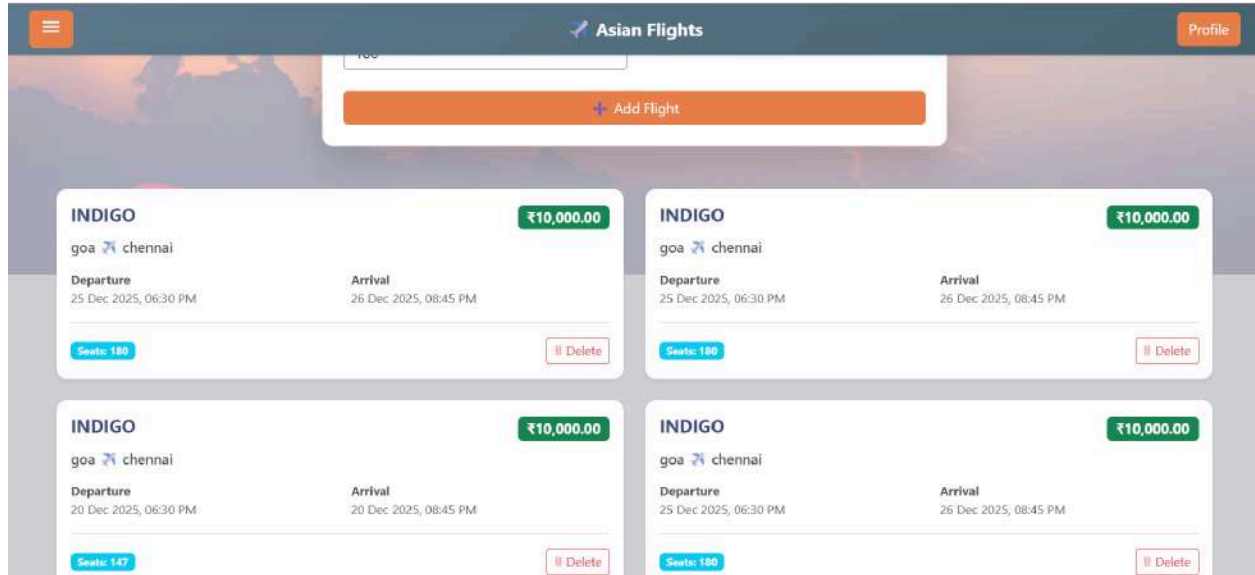 Asian Flights
Profile
Add Flight
INDIGO
₹10,000.00
goa chennai
Departure
Arrival
25 Dec 2025, 06:30 PM
26 Dec 2025, 08:45 PM
Seats: 180
Delete
INDIGO
₹10,000.00
goa chennai
Departure
Arrival
25 Dec 2025, 06:30 PM
26 Dec 2025, 08:45 PM
Seats: 180
Delete
INDIGO
₹10,000.00
goa chennai
Departure
Arrival
20 Dec 2025, 06:30 PM
20 Dec 2025, 08:45 PM
Seats: 147
Delete
INDIGO
₹10,000.00
goa chennai
Departure
Arrival
25 Dec 2025, 06:30 PM
26 Dec 2025, 08:45 PM
Seats: 180
Delete